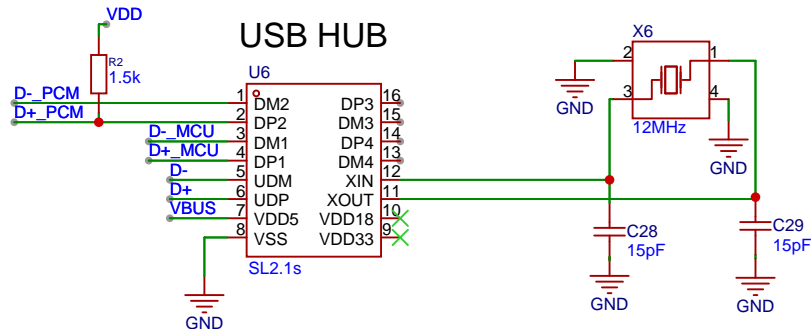 VDD
USB HUB
R2
1.5k
U6
X6
2
1
3
4
12MHz
GND
GND
D-_PCM
D+_PCM
D-_MCU
D+_MCU
D-
D+
VBUS
1 DM2 DP3 16
2 DP2 DM3 15
3 DM1 DP4 14
4 DP1 DM4 13
5 UDM XIN 12
6 UDP XOUT 11
7 VDD5 VDD18 10
8 VSS VDD33 9
SL2.1s
C28
15pF
C29
15pF
GND
GND
GND